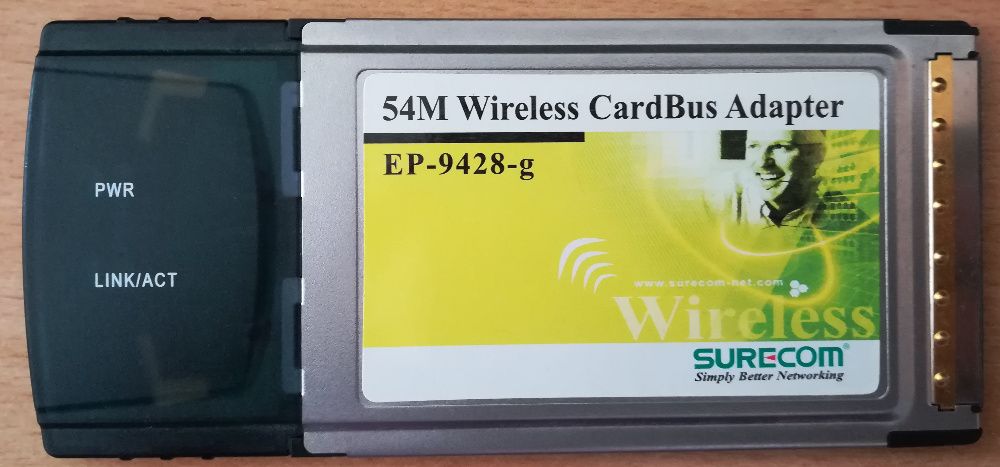 PWR
LINK/ACT
54M Wireless CardBus Adapter
EP-9428-g
www.surecom-net.com
Wireless
SURECOM®
Simply Better Networking